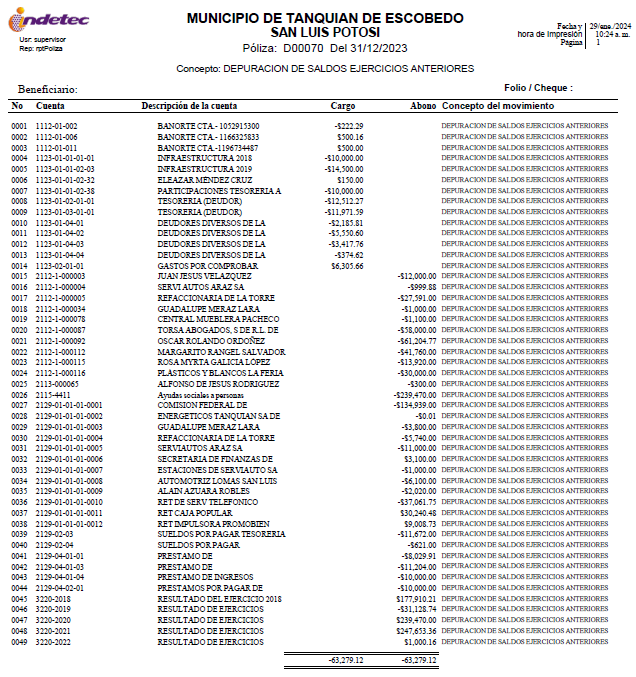 indetec
Usr: supervisor
Rep: rptPoliza
MUNICIPIO DE TANQUIAN DE ESCOBEDO
SAN LUIS POTOSI
Póliza: D00070 Del 31/12/2023
Fecha y 29/ene./2024
hora de Impresión 10:24 a. m.
Página 1
Concepto: DEPURACION DE SALDOS EJERCICIOS ANTERIORES
Beneficiario: Folio / Cheque :
No Cuenta Descripción de la cuenta Cargo Abono Concepto del movimiento
0001 1112-01-002 BANORTE CTA.- 1052915300 -$222.29 DEPURACION DE SALDOS EJERCICIOS ANTERIORES
0002 1112-01-006 BANORTE CTA.- 1166325833 $500.16 DEPURACION DE SALDOS EJERCICIOS ANTERIORES
0003 1112-01-011 BANORTE CTA.-1196734487 $500.00 DEPURACION DE SALDOS EJERCICIOS ANTERIORES
0004 1123-01-01-01-01 INFRAESTRUCTURA 2018 -$10,000.00 DEPURACION DE SALDOS EJERCICIOS ANTERIORES
0005 1123-01-01-02-03 INFRAESTRUCTURA 2019 -$14,500.00 DEPURACION DE SALDOS EJERCICIOS ANTERIORES
0006 1123-01-01-02-32 ELEAZAR MENDEZ CRUZ $150.00 DEPURACION DE SALDOS EJERCICIOS ANTERIORES
0007 1123-01-01-02-38 PARTICIPACIONES TESORERIA A -$10,000.00 DEPURACION DE SALDOS EJERCICIOS ANTERIORES
0008 1123-01-02-01-01 TESORERIA (DEUDOR) -$12,512.27 DEPURACION DE SALDOS EJERCICIOS ANTERIORES
0009 1123-01-03-01-01 TESORERIA (DEUDOR) -$11,971.59 DEPURACION DE SALDOS EJERCICIOS ANTERIORES
0010 1123-01-04-01 DEUDORES DIVERSOS DE LA -$2,185.81 DEPURACION DE SALDOS EJERCICIOS ANTERIORES
0011 1123-01-04-02 DEUDORES DIVERSOS DE LA -$5,550.60 DEPURACION DE SALDOS EJERCICIOS ANTERIORES
0012 1123-01-04-03 DEUDORES DIVERSOS DE LA -$3,417.76 DEPURACION DE SALDOS EJERCICIOS ANTERIORES
0013 1123-01-04-04 DEUDORES DIVERSOS DE LA -$374.62 DEPURACION DE SALDOS EJERCICIOS ANTERIORES
0014 1123-02-01-01 GASTOS POR COMPROBAR $6,305.66 DEPURACION DE SALDOS EJERCICIOS ANTERIORES
0015 2112-1-000003 JUAN JESUS VELAZQUEZ -$12,000.00 DEPURACION DE SALDOS EJERCICIOS ANTERIORES
0016 2112-1-000004 SERVI AUTOS ARAZ SA -$999.88 DEPURACION DE SALDOS EJERCICIOS ANTERIORES
0017 2112-1-000005 REFACCIONARIA DE LA TORRE -$27,591.00 DEPURACION DE SALDOS EJERCICIOS ANTERIORES
0018 2112-1-000034 GUADALUPE MERAZ LARA -$1,000.00 DEPURACION DE SALDOS EJERCICIOS ANTERIORES
0019 2112-1-000078 CENTRAL MUEBLERA PACHECO -$1,100.00 DEPURACION DE SALDOS EJERCICIOS ANTERIORES
0020 2112-1-000087 TORSA ABOGADOS, S DE R.L. DE -$58,000.00 DEPURACION DE SALDOS EJERCICIOS ANTERIORES
0021 2112-1-000092 OSCAR ROLANDO ORDOÑEZ -$61,204.77 DEPURACION DE SALDOS EJERCICIOS ANTERIORES
0022 2112-1-000112 MARGARITO RANGEL SALVADOR -$41,760.00 DEPURACION DE SALDOS EJERCICIOS ANTERIORES
0023 2112-1-000115 ROSA MYRTA GALICIA LÓPEZ -$13,920.00 DEPURACION DE SALDOS EJERCICIOS ANTERIORES
0024 2112-1-000116 PLASTICOS Y BLANCOS LA FERIA -$30,000.00 DEPURACION DE SALDOS EJERCICIOS ANTERIORES
0025 2113-000065 ALFONSO DE JESUS RODRIGUEZ -$300.00 DEPURACION DE SALDOS EJERCICIOS ANTERIORES
0026 2115-4411 Ayudas sociales a personas -$239,470.00 DEPURACION DE SALDOS EJERCICIOS ANTERIORES
0027 2129-01-01-01-0001 COMISION FEDERAL DE -$134,939.00 DEPURACION DE SALDOS EJERCICIOS ANTERIORES
0028 2129-01-01-01-0002 ENERGETICOS TANQUIAN SA DE -$0.01 DEPURACION DE SALDOS EJERCICIOS ANTERIORES
0029 2129-01-01-01-0003 GUADALUPE MERAZ LARA -$3,800.00 DEPURACION DE SALDOS EJERCICIOS ANTERIORES
0030 2129-01-01-01-0004 REFACCIONARIA DE LA TORRE -$5,740.00 DEPURACION DE SALDOS EJERCICIOS ANTERIORES
0031 2129-01-01-01-0005 SERVIAUTOS ARAZ SA -$11,000.00 DEPURACION DE SALDOS EJERCICIOS ANTERIORES
0032 2129-01-01-01-0006 SECRETARIA DE FINANZAS DE $3,100.00 DEPURACION DE SALDOS EJERCICIOS ANTERIORES
0033 2129-01-01-01-0007 ESTACIONES DE SERVIAUTO SA -$1,000.00 DEPURACION DE SALDOS EJERCICIOS ANTERIORES
0034 2129-01-01-01-0008 AUTOMOTRIZ LOMAS SAN LUIS -$6,100.00 DEPURACION DE SALDOS EJERCICIOS ANTERIORES
0035 2129-01-01-01-0009 ALAIN AZUARA ROBLES -$2,020.00 DEPURACION DE SALDOS EJERCICIOS ANTERIORES
0036 2129-01-01-01-0010 RET DE SERV TELEFONICO -$37,061.75 DEPURACION DE SALDOS EJERCICIOS ANTERIORES
0037 2129-01-01-01-0011 RET CAJA POPULAR $30,240.48 DEPURACION DE SALDOS EJERCICIOS ANTERIORES
0038 2129-01-01-01-0012 RET IMPULSORA PROMOBIEN $9,008.73 DEPURACION DE SALDOS EJERCICIOS ANTERIORES
0039 2129-02-03 SUELDOS POR PAGAR TESORERIA -$11,672.00 DEPURACION DE SALDOS EJERCICIOS ANTERIORES
0040 2129-02-04 SUELDOS POR PAGAR -$621.00 DEPURACION DE SALDOS EJERCICIOS ANTERIORES
0041 2129-04-01-01 PRESTAMO DE -$8,029.91 DEPURACION DE SALDOS EJERCICIOS ANTERIORES
0042 2129-04-01-03 PRESTAMO DE -$11,204.00 DEPURACION DE SALDOS EJERCICIOS ANTERIORES
0043 2129-04-01-04 PRESTAMO DE INGRESOS -$10,000.00 DEPURACION DE SALDOS EJERCICIOS ANTERIORES
0044 2129-04-02-01 PRESTAMOS POR PAGAR DE -$10,000.00 DEPURACION DE SALDOS EJERCICIOS ANTERIORES
0045 3220-2018 RESULTADO DEL EJERCICIO 2018 $177,910.21 DEPURACION DE SALDOS EJERCICIOS ANTERIORES
0046 3220-2019 RESULTADO DE EJERCICIOS -$31,128.74 DEPURACION DE SALDOS EJERCICIOS ANTERIORES
0047 3220-2020 RESULTADO DE EJERCICIOS $239,470.00 DEPURACION DE SALDOS EJERCICIOS ANTERIORES
0048 3220-2021 RESULTADO DE EJERCICIOS $247,653.36 DEPURACION DE SALDOS EJERCICIOS ANTERIORES
0049 3220-2022 RESULTADO DE EJERCICIOS $1,000.16 DEPURACION DE SALDOS EJERCICIOS ANTERIORES
-63,279.12 -63,279.12